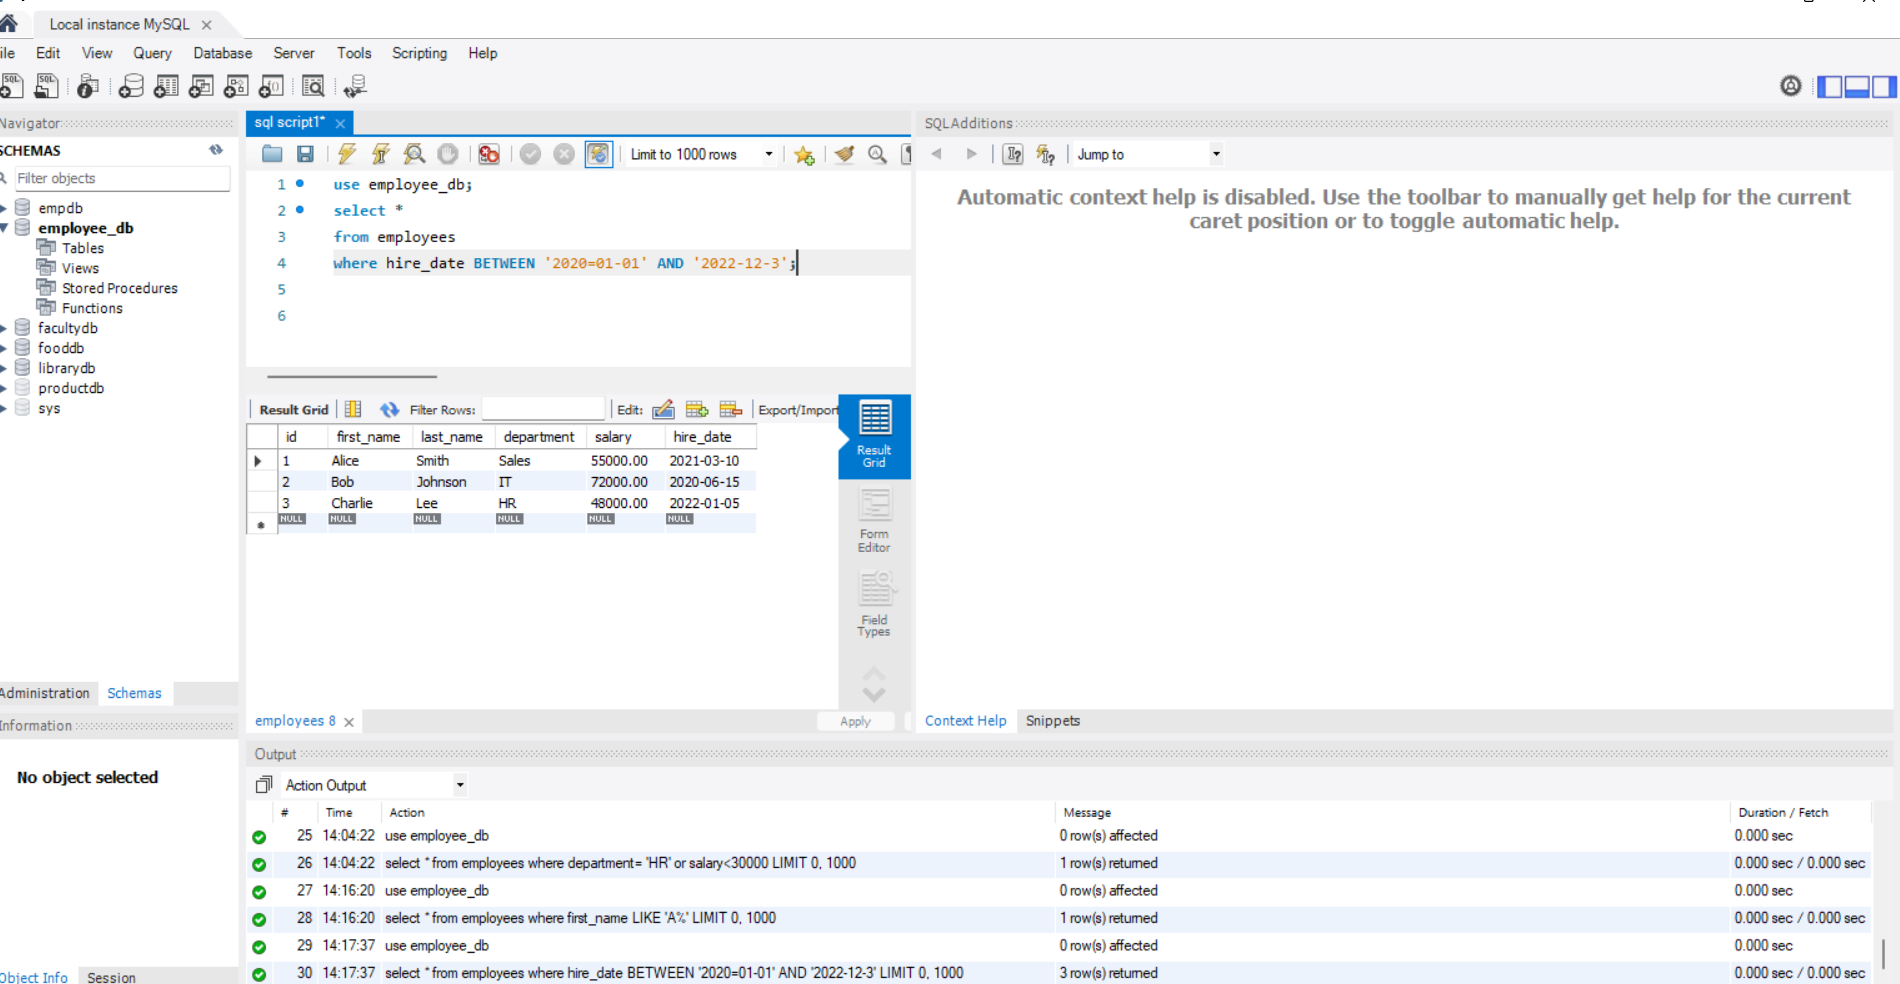 Local instance MySQL
ile Edit View Query Database Server Tools Scripting Help
Navigator
SCHEMAS
Filter objects
empdb
employee_db
Tables
Views
Stored Procedures
Functions
facultydb
fooddb
librarydb
productdb
sys
Administration Schemas
Information
No object selected
Object Info Session
sql script1*
Limit to 1000 rows
1 use employee_db;
2 select *
3 from employees
4 where hire_date BETWEEN '2020=01-01' AND '2022-12-3';
5
6
Result Grid Filter Rows: Edit: Export/Import
id first_name last_name department salary hire_date
1 Alice Smith Sales 55000.00 2021-03-10
2 Bob Johnson IT 72000.00 2020-06-15
3 Charlie Lee HR 48000.00 2022-01-05
NULL NULL NULL NULL NULL NULL
Result
Grid
Form
Editor
Field
Types
employees 8 Apply
SQLAdditions
Jump to
Automatic context help is disabled. Use the toolbar to manually get help for the current
caret position or to toggle automatic help.
Context Help Snippets
Output
Action Output
# Time Action Message Duration / Fetch
25 14:04:22 use employee_db 0 row(s) affected 0.000 sec
26 14:04:22 select * from employees where department= 'HR' or salary<30000 LIMIT 0, 1000 1 row(s) returned 0.000 sec / 0.000 sec
27 14:16:20 use employee_db 0 row(s) affected 0.000 sec
28 14:16:20 select * from employees where first_name LIKE 'A%' LIMIT 0, 1000 1 row(s) returned 0.000 sec / 0.000 sec
29 14:17:37 use employee_db 0 row(s) affected 0.000 sec
30 14:17:37 select * from employees where hire_date BETWEEN '2020=01-01' AND '2022-12-3' LIMIT 0, 1000 3 row(s) returned 0.000 sec / 0.000 sec